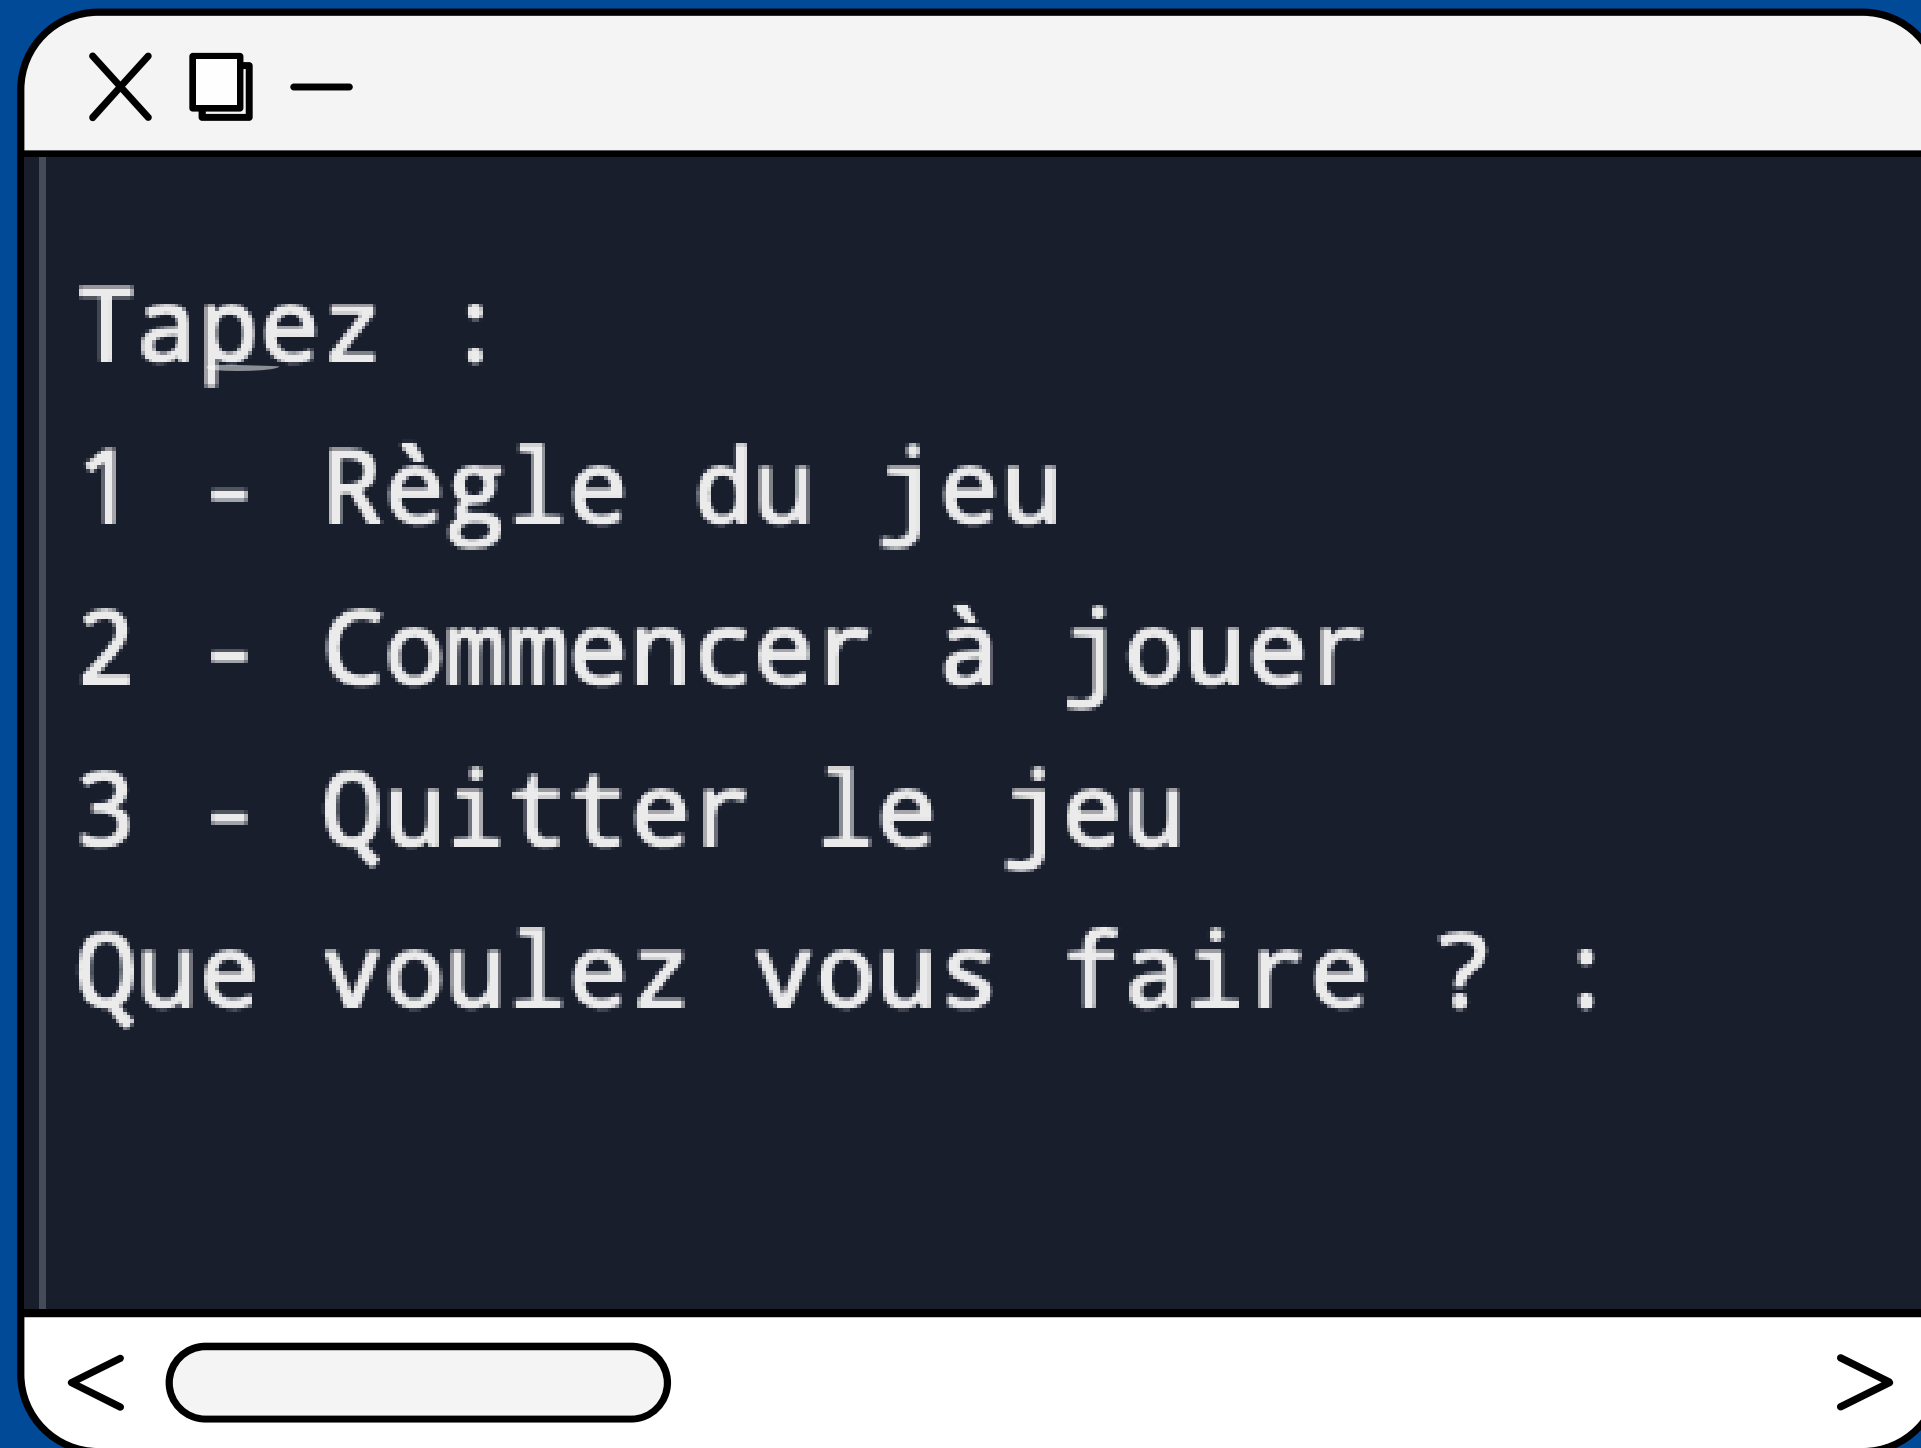 Tapez :
1 - Règle du jeu
2 - Commencer à jouer
3 - Quitter le jeu
Que voulez vous faire ? :